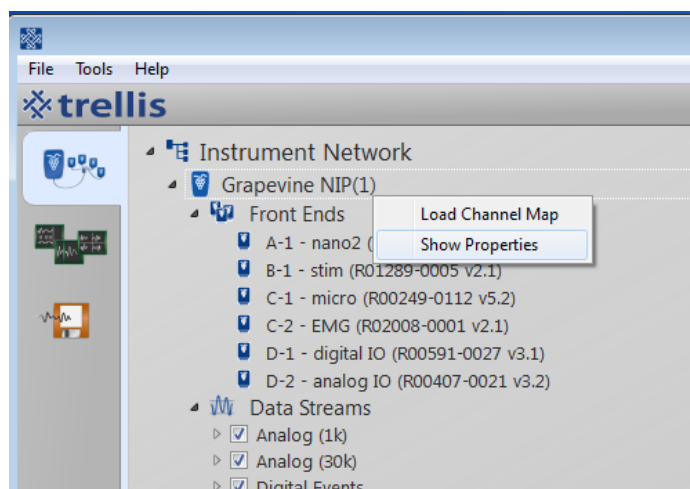 File Tools Help
trellis
Instrument Network
Grapevine NIP(1)
Front Ends
Load Channel Map
A-1 - nano2 (
Show Properties
B-1 - stim (R01289-0005 v2.1)
C-1 - micro (R00249-0112 v5.2)
C-2 - EMG (R02008-0001 v2.1)
D-1 - digital IO (R00591-0027 v3.1)
D-2 - analog IO (R00407-0021 v3.2)
Data Streams
Analog (1k)
Analog (30k)
Digital Events